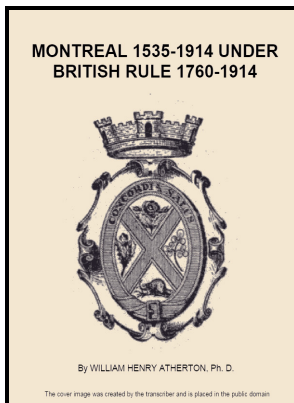 MONTREAL 1535-1914 UNDER
BRITISH RULE 1760-1914
CONCORDIA SALUS
By WILLIAM HENRY ATHERTON, Ph. D.
The cover image was created by the transcriber and is placed in the public domain